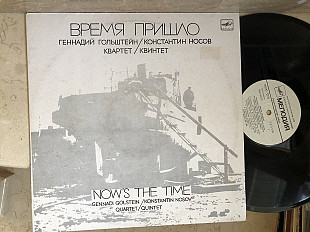 ВРЕМЯ ПРИШЛО
ГЕННАДИЙ ГОЛЬШТЕЙН / КОНСТАНТИН НОСОВ
КВАРТЕТ / КВИНТЕТ
NOW'S THE TIME
GENNADI GOLSTEIN / KONSTANTIN NOSOV
QUARTET / QUINTET
МЕЛОДИЯ